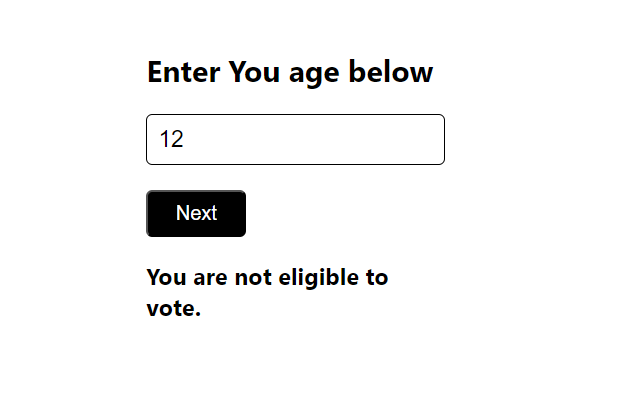 Enter You age below
12
Next
You are not eligible to
vote.